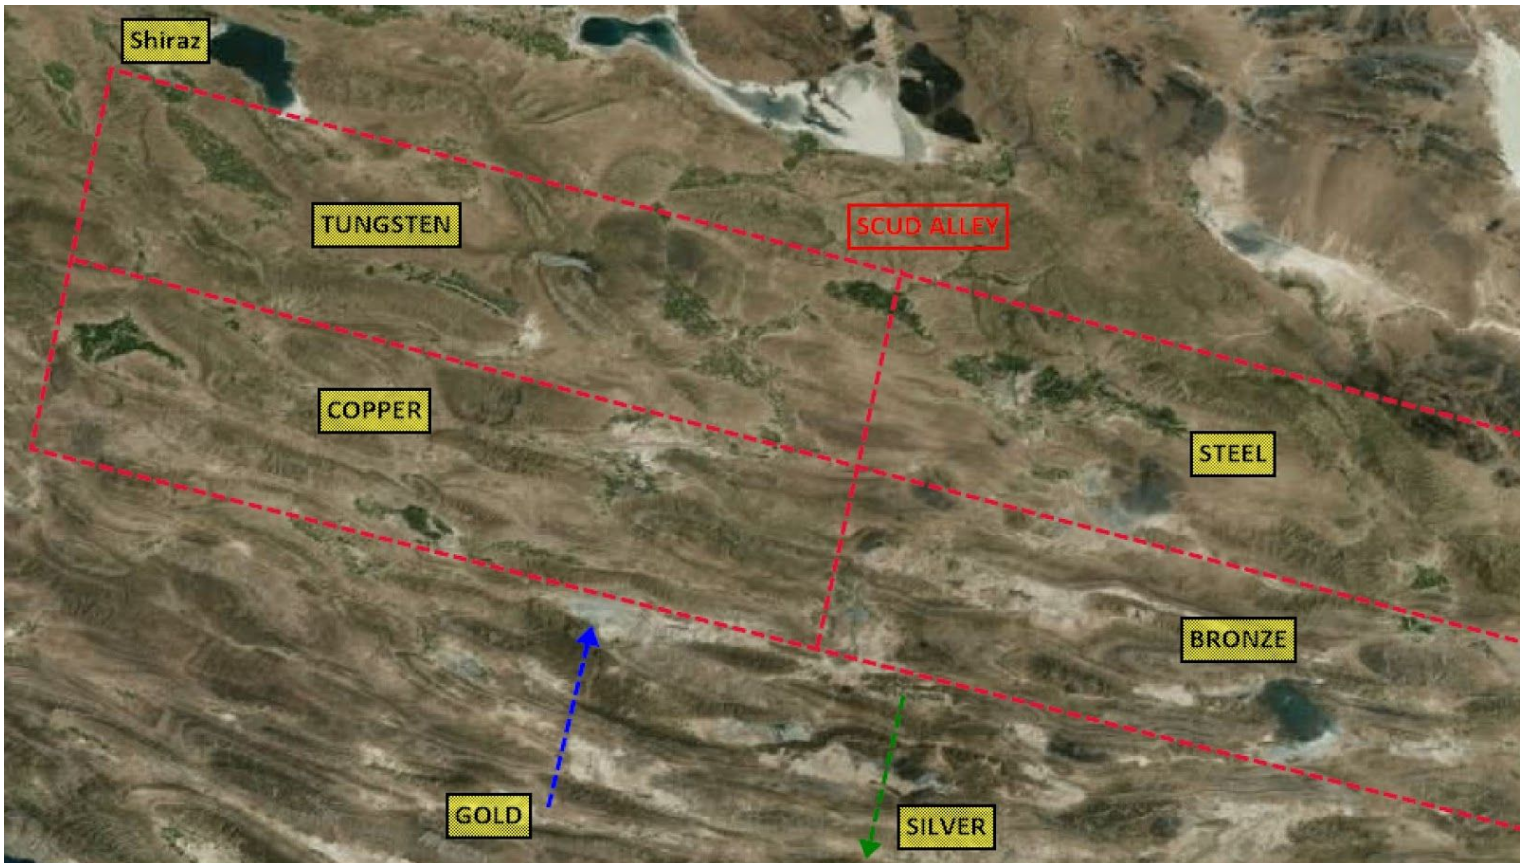 Shiraz
TUNGSTEN
SCUD ALLEY
COPPER
STEEL
BRONZE
GOLD
SILVER